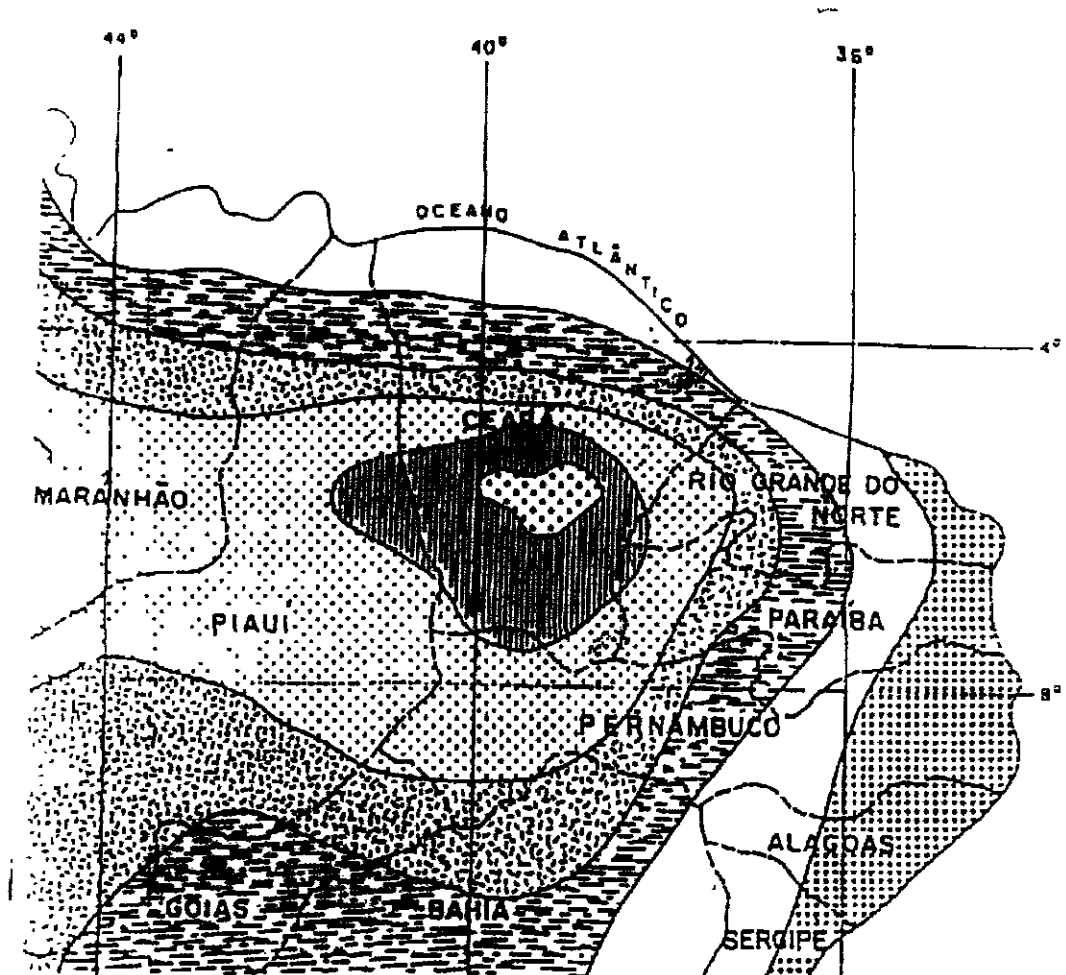 44°
40°
36°
OCEANO
ATLÂNTICO
4°
CEARÁ
MARANHÃO
RIO GRANDE DO
NORTE
PIAUÍ
PARAÍBA
8°
PERNAMBUCO
ALAGOAS
GOIÁS
BAHIA
SERGIPE